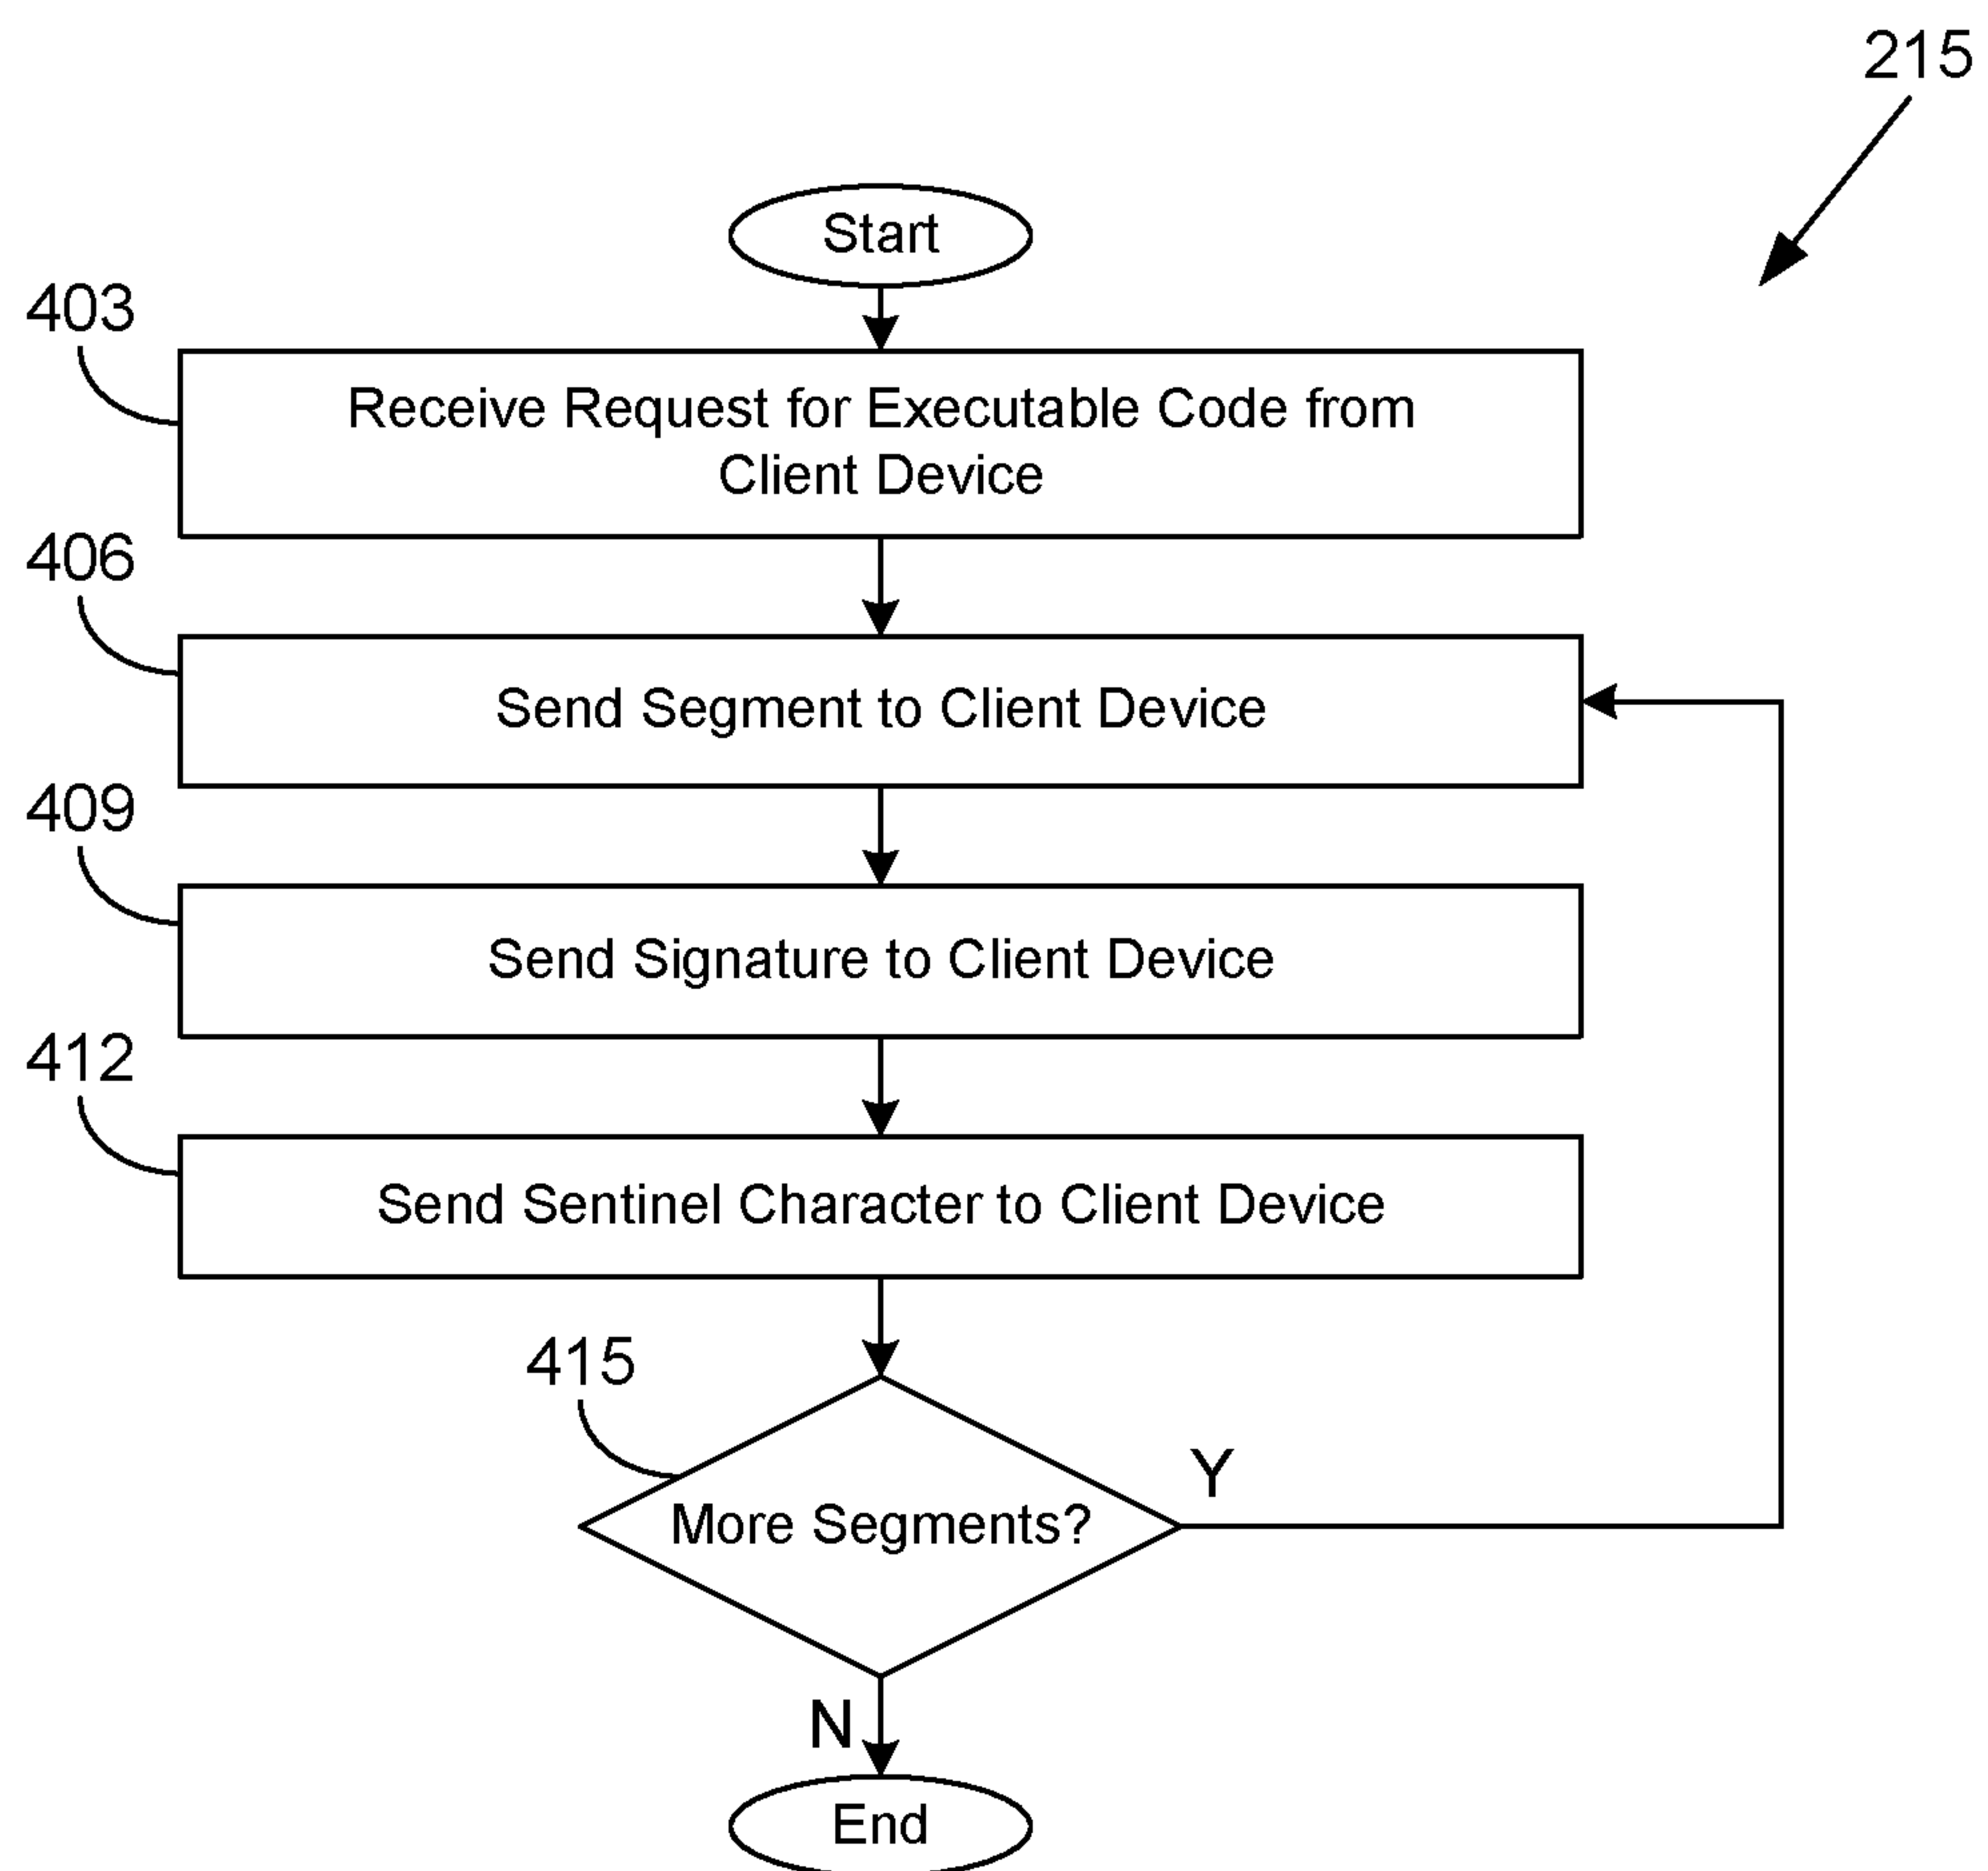 215
Start
403
Receive Request for Executable Code from
Client Device
406
Send Segment to Client Device
409
Send Signature to Client Device
412
Send Sentinel Character to Client Device
415
More Segments?
Y
N
End